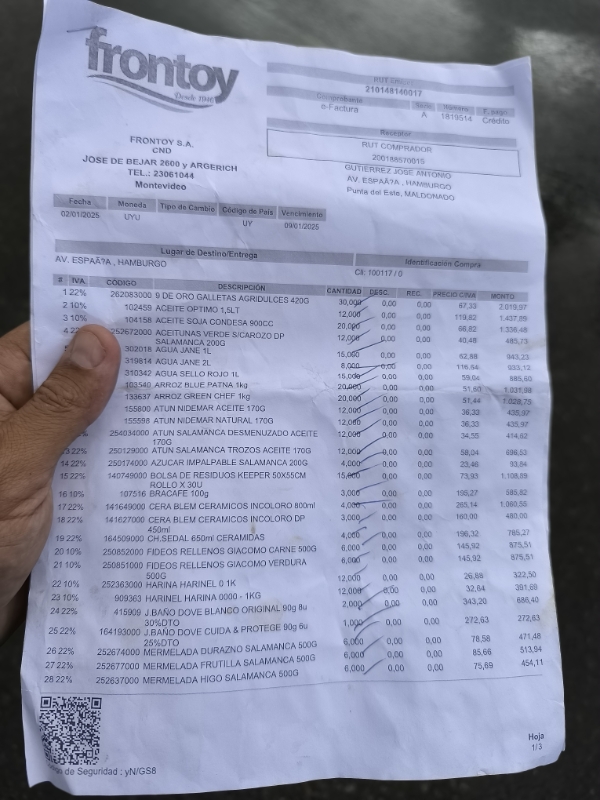 frontoy
Desde 1941
FRONTOY S.A.
CND
JOSE DE BEJAR 2600 y ARGERICH
TEL.: 23061044
Montevideo
RUT
210148140017
Comprobante Serie Número F. pago
e-Factura A 1819514 Crédito
Receptor
RUT COMPRADOR
200188570015
GUTIERREZ JOSE ANTONIO
AV. ESPAÃ?A , HAMBURGO
Punta del Este, MALDONADO
Fecha Moneda Tipo de Cambio Código de País Vencimiento
02/01/2025 UYU UY 09/01/2025
Lugar de Destino/Entrega Identificación Compra
AV. ESPAÃ?A , HAMBURGO Cli: 100117 / 0
# IVA CÓDIGO DESCRIPCIÓN CANTIDAD DESC. REC. PRECIO C/IVA MONTO
1 22% 262083000 9 DE ORO GALLETAS AGRIDULCES 420G 30,000 0,00 0,00 67,33 2.019,97
2 10% 102459 ACEITE OPTIMO 1,5LT 12,000 0,00 0,00 119,82 1.437,89
3 10% 104158 ACEITE SOJA CONDESA 900CC 20,000 0,00 0,00 66,82 1.336,48
4 22% 252672000 ACEITUNAS VERDE S/CAROZO DP SALAMANCA 200G 12,000 0,00 0,00 40,48 485,73
302018 AGUA JANE 1L 15,000 0,00 0,00 62,88 943,23
319814 AGUA JANE 2L 8,000 0,00 0,00 116,64 933,12
310342 AGUA SELLO ROJO 1L 15,000 0,00 0,00 59,04 885,60
103540 ARROZ BLUE PATNA 1kg 20,000 0,00 0,00 51,60 1.031,98
133637 ARROZ GREEN CHEF 1kg 20,000 0,00 0,00 51,44 1.028,75
155600 ATUN NIDEMAR ACEITE 170G 12,000 0,00 0,00 36,33 435,97
155598 ATUN NIDEMAR NATURAL 170G 12,000 0,00 0,00 36,33 435,97
254034000 ATUN SALAMANCA DESMENUZADO ACEITE 170G 12,000 0,00 0,00 34,55 414,62
22% 250129000 ATUN SALAMANCA TROZOS ACEITE 170G 12,000 0,00 0,00 58,04 696,53
14 22% 250174000 AZUCAR IMPALPABLE SALAMANCA 200G 4,000 0,00 0,00 23,46 93,84
15 22% 140749000 BOLSA DE RESIDUOS KEEPER 50X55CM ROLLO X 30U 15,000 0,00 0,00 73,93 1.108,89
16 10% 107516 BRACAFE 100g 3,000 0,00 0,00 195,27 585,82
17 22% 141649000 CERA BLEM CERAMICOS INCOLORO 800ml 4,000 0,00 0,00 265,14 1.060,56
18 22% 141627000 CERA BLEM CERAMICOS INCOLORO DP 450ml 3,000 0,00 0,00 160,00 480,00
19 22% 164509000 CH.SEDAL 650ml CERAMIDAS 4,000 0,00 0,00 196,32 785,27
20 10% 250852000 FIDEOS RELLENOS GIACOMO CARNE 500G 6,000 0,00 0,00 145,92 875,51
21 10% 250851000 FIDEOS RELLENOS GIACOMO VERDURA 500G 6,000 0,00 0,00 145,92 875,51
22 10% 252363000 HARINA HARINEL 0 1K 12,000 0,00 0,00 26,88 322,50
23 10% 909363 HARINEL HARINA 0000 - 1KG 12,000 0,00 0,00 32,64 391,69
24 22% 415909 J.BAÑO DOVE BLANCO ORIGINAL 90g 8u 30%DTO 2,000 0,00 0,00 343,20 686,40
25 22% 164193000 J.BAÑO DOVE CUIDA & PROTEGE 90g 6u 25%DTO 1,000 0,00 0,00 272,63 272,63
26 22% 252674000 MERMELADA DURAZNO SALAMANCA 500G 6,000 0,00 0,00 78,58 471,48
27 22% 252677000 MERMELADA FRUTILLA SALAMANCA 500G 6,000 0,00 0,00 85,66 513,94
28 22% 252637000 MERMELADA HIGO SALAMANCA 500G 6,000 0,00 0,00 75,69 454,11
de Seguridad : yN/GS8
Hoja
1/3